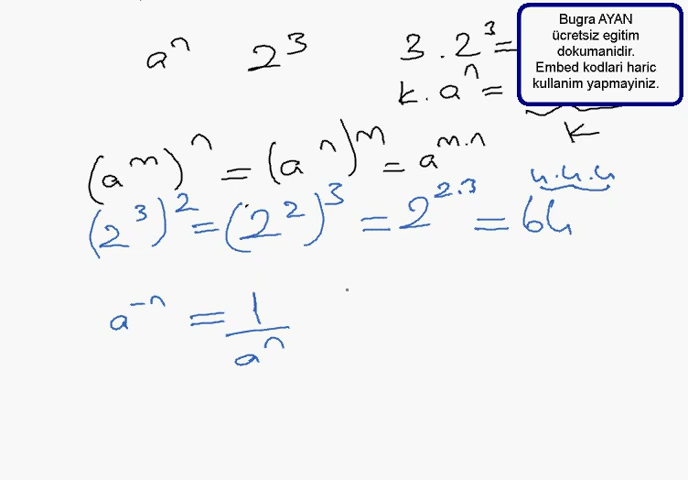 aⁿ 2³ 3 . 2³ =
k . aⁿ =
k
Bugra AYAN
ücretsiz egitim
dokumanidir.
Embed kodlari haric
kullanim yapmayiniz.
(aᵐ)ⁿ = (aⁿ)ᵐ = aᵐ·ⁿ
4.4.4
(2³)² = (2²)³ = 2²·³ = 64
a⁻ⁿ = 1/aⁿ